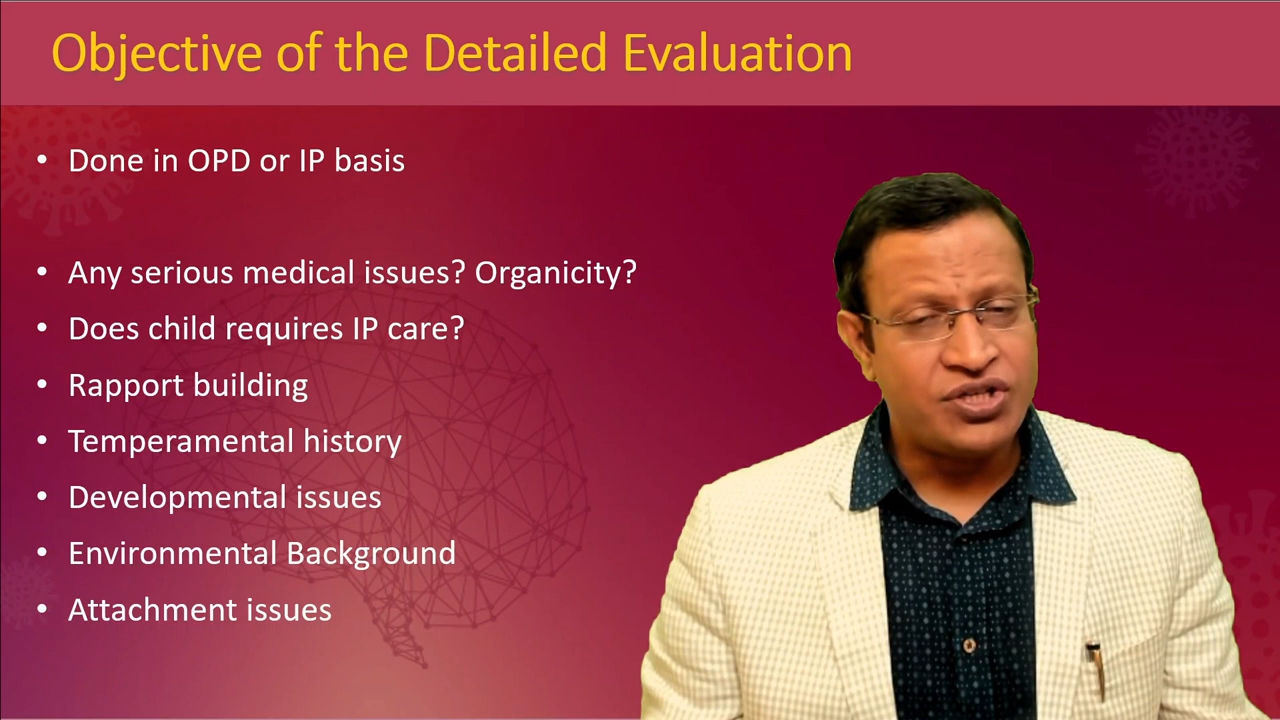 Objective of the Detailed Evaluation
• Done in OPD or IP basis
• Any serious medical issues? Organicity?
• Does child requires IP care?
• Rapport building
• Temperamental history
• Developmental issues
• Environmental Background
• Attachment issues